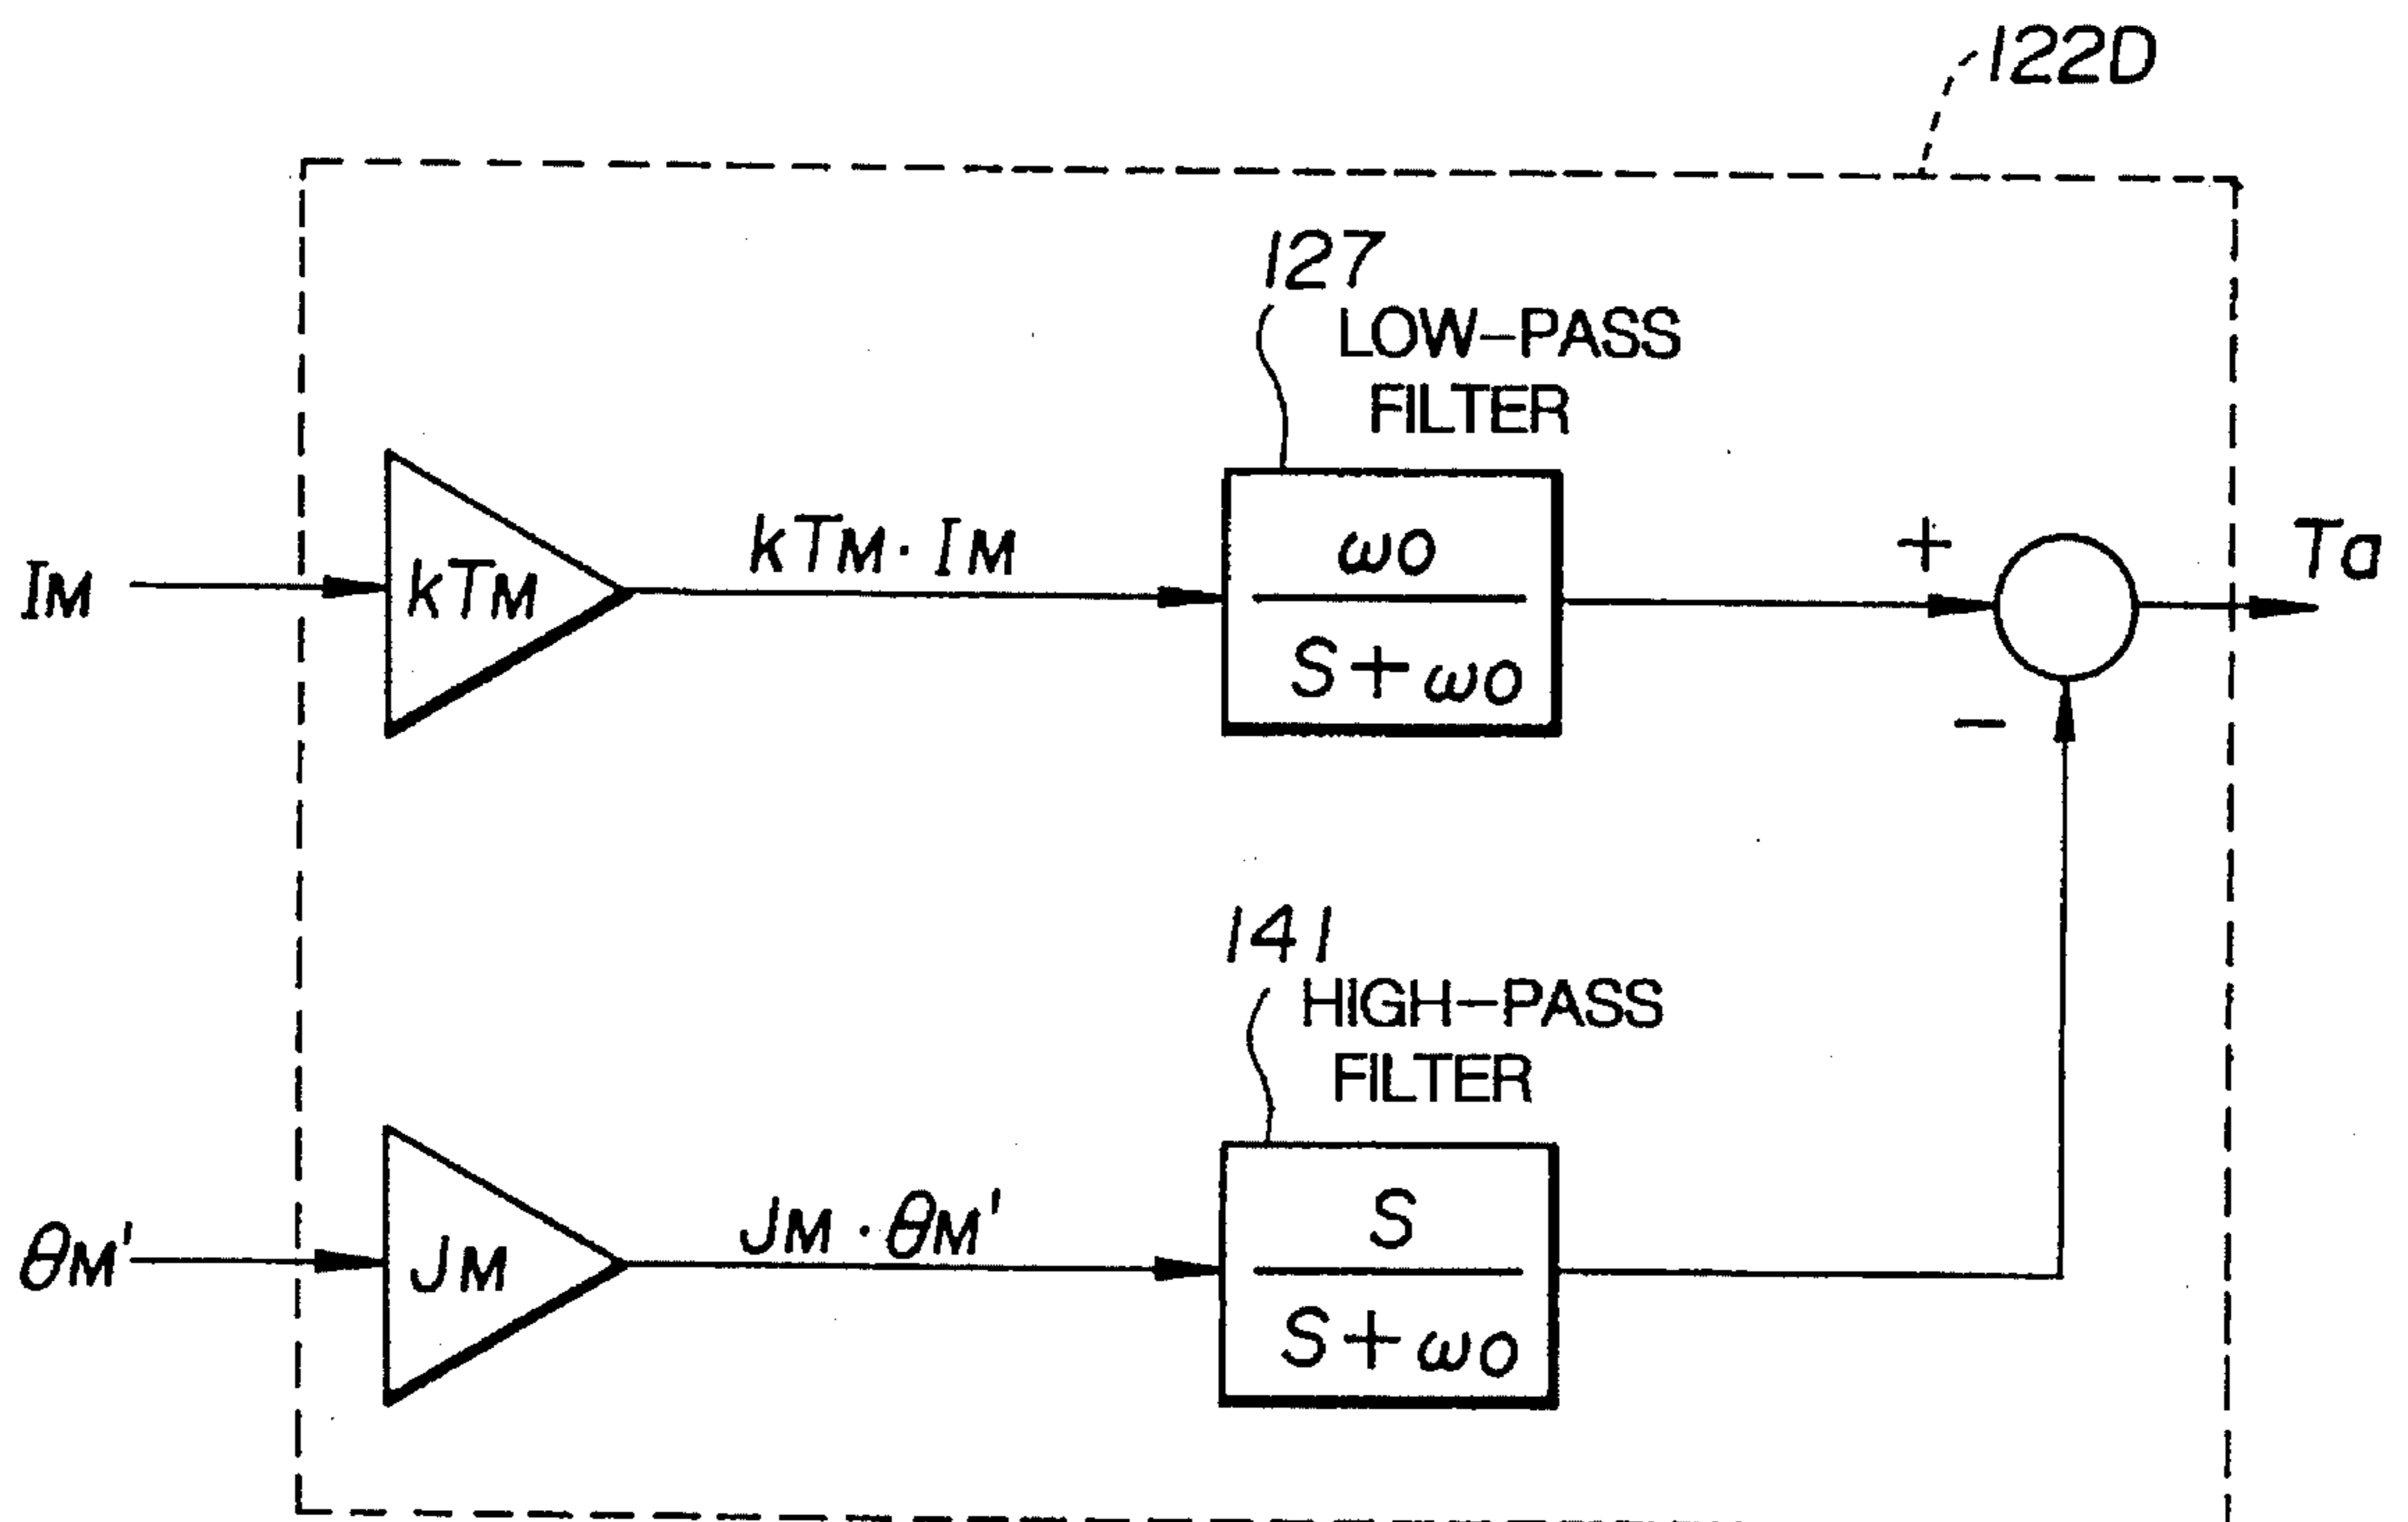 122D
127
LOW-PASS
FILTER
IM
kTM
kTM · IM
ωo
S+ωo
+
−
Ta
141
HIGH-PASS
FILTER
θM'
JM
JM · θM'
S
S+ωo